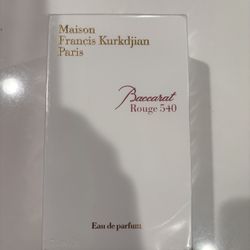 Maison
Francis Kurkdjian
Paris
Baccarat
Rouge 540
Eau de parfum